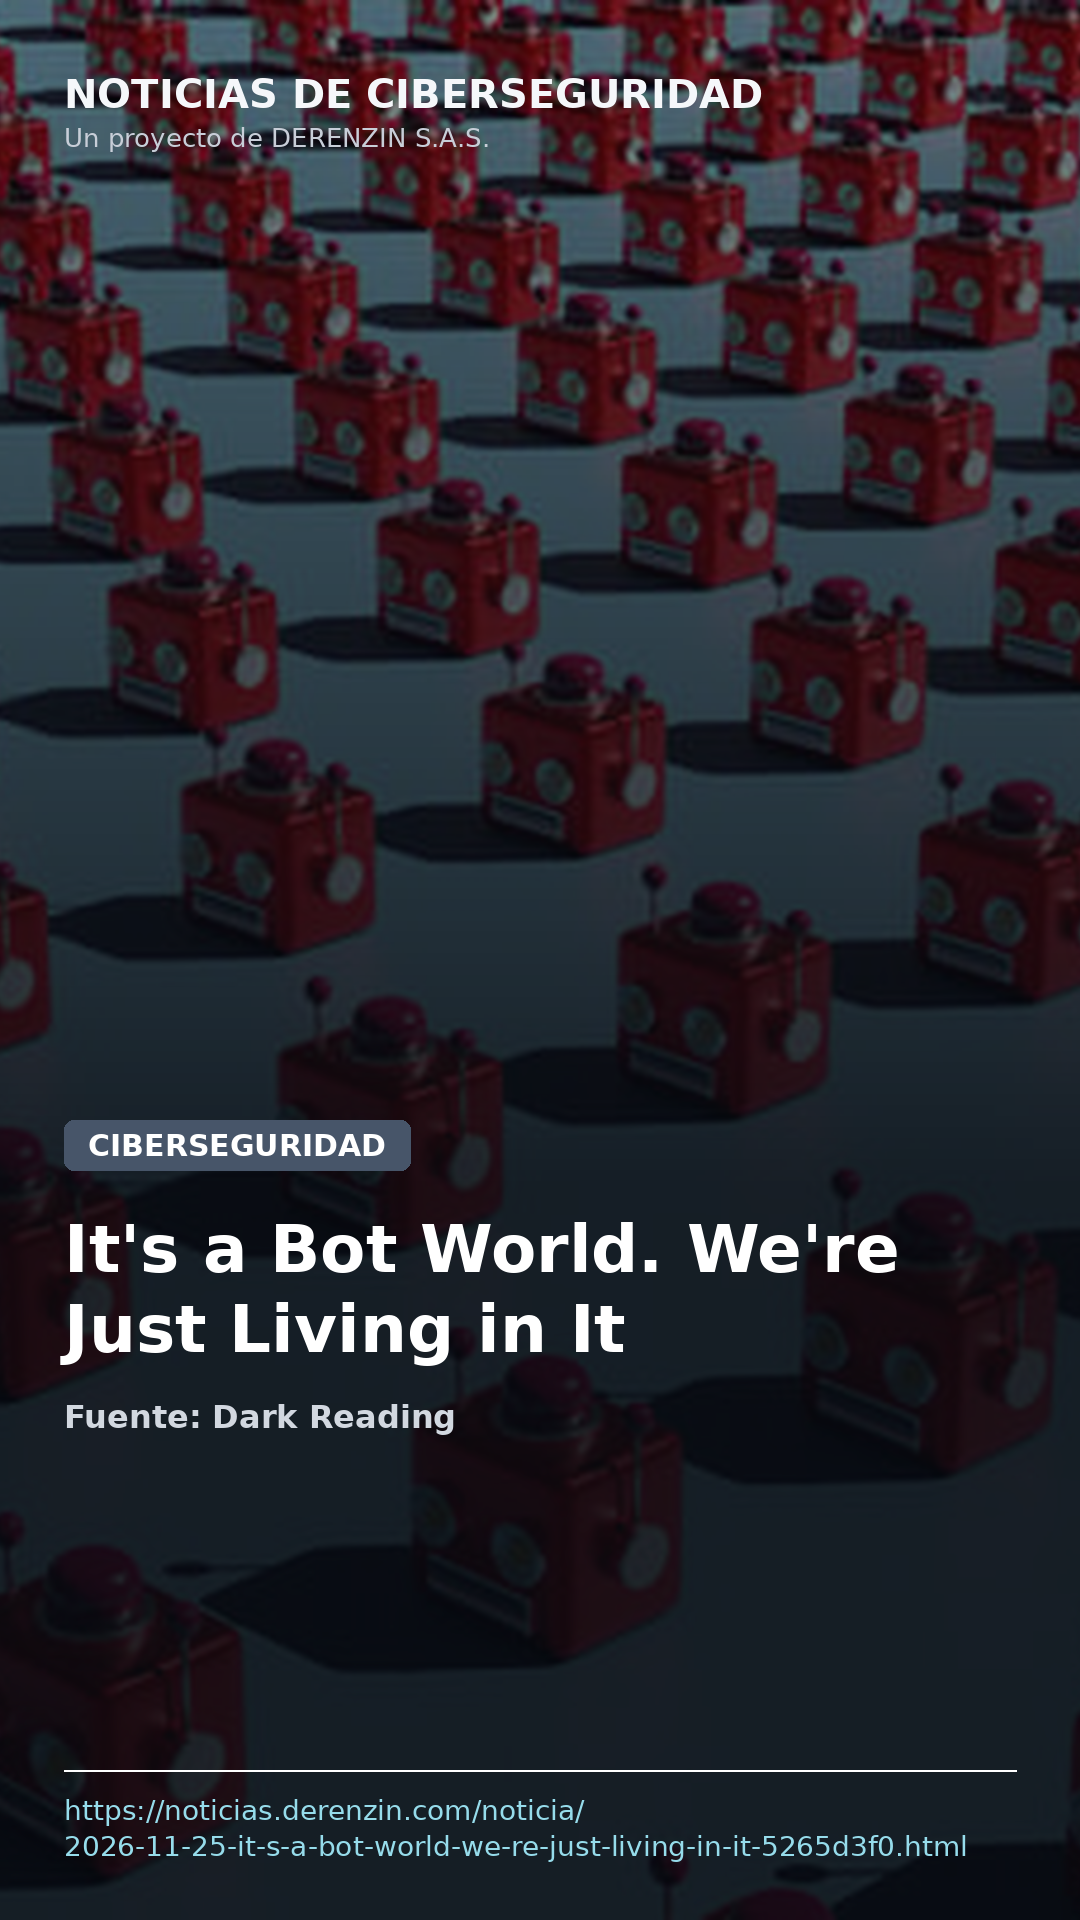 NOTICIAS DE CIBERSEGURIDAD
Un proyecto de DERENZIN S.A.S.
CIBERSEGURIDAD
It's a Bot World. We're
Just Living in It
Fuente: Dark Reading
https://noticias.derenzin.com/noticia/
2026-11-25-it-s-a-bot-world-we-re-just-living-in-it-5265d3f0.html